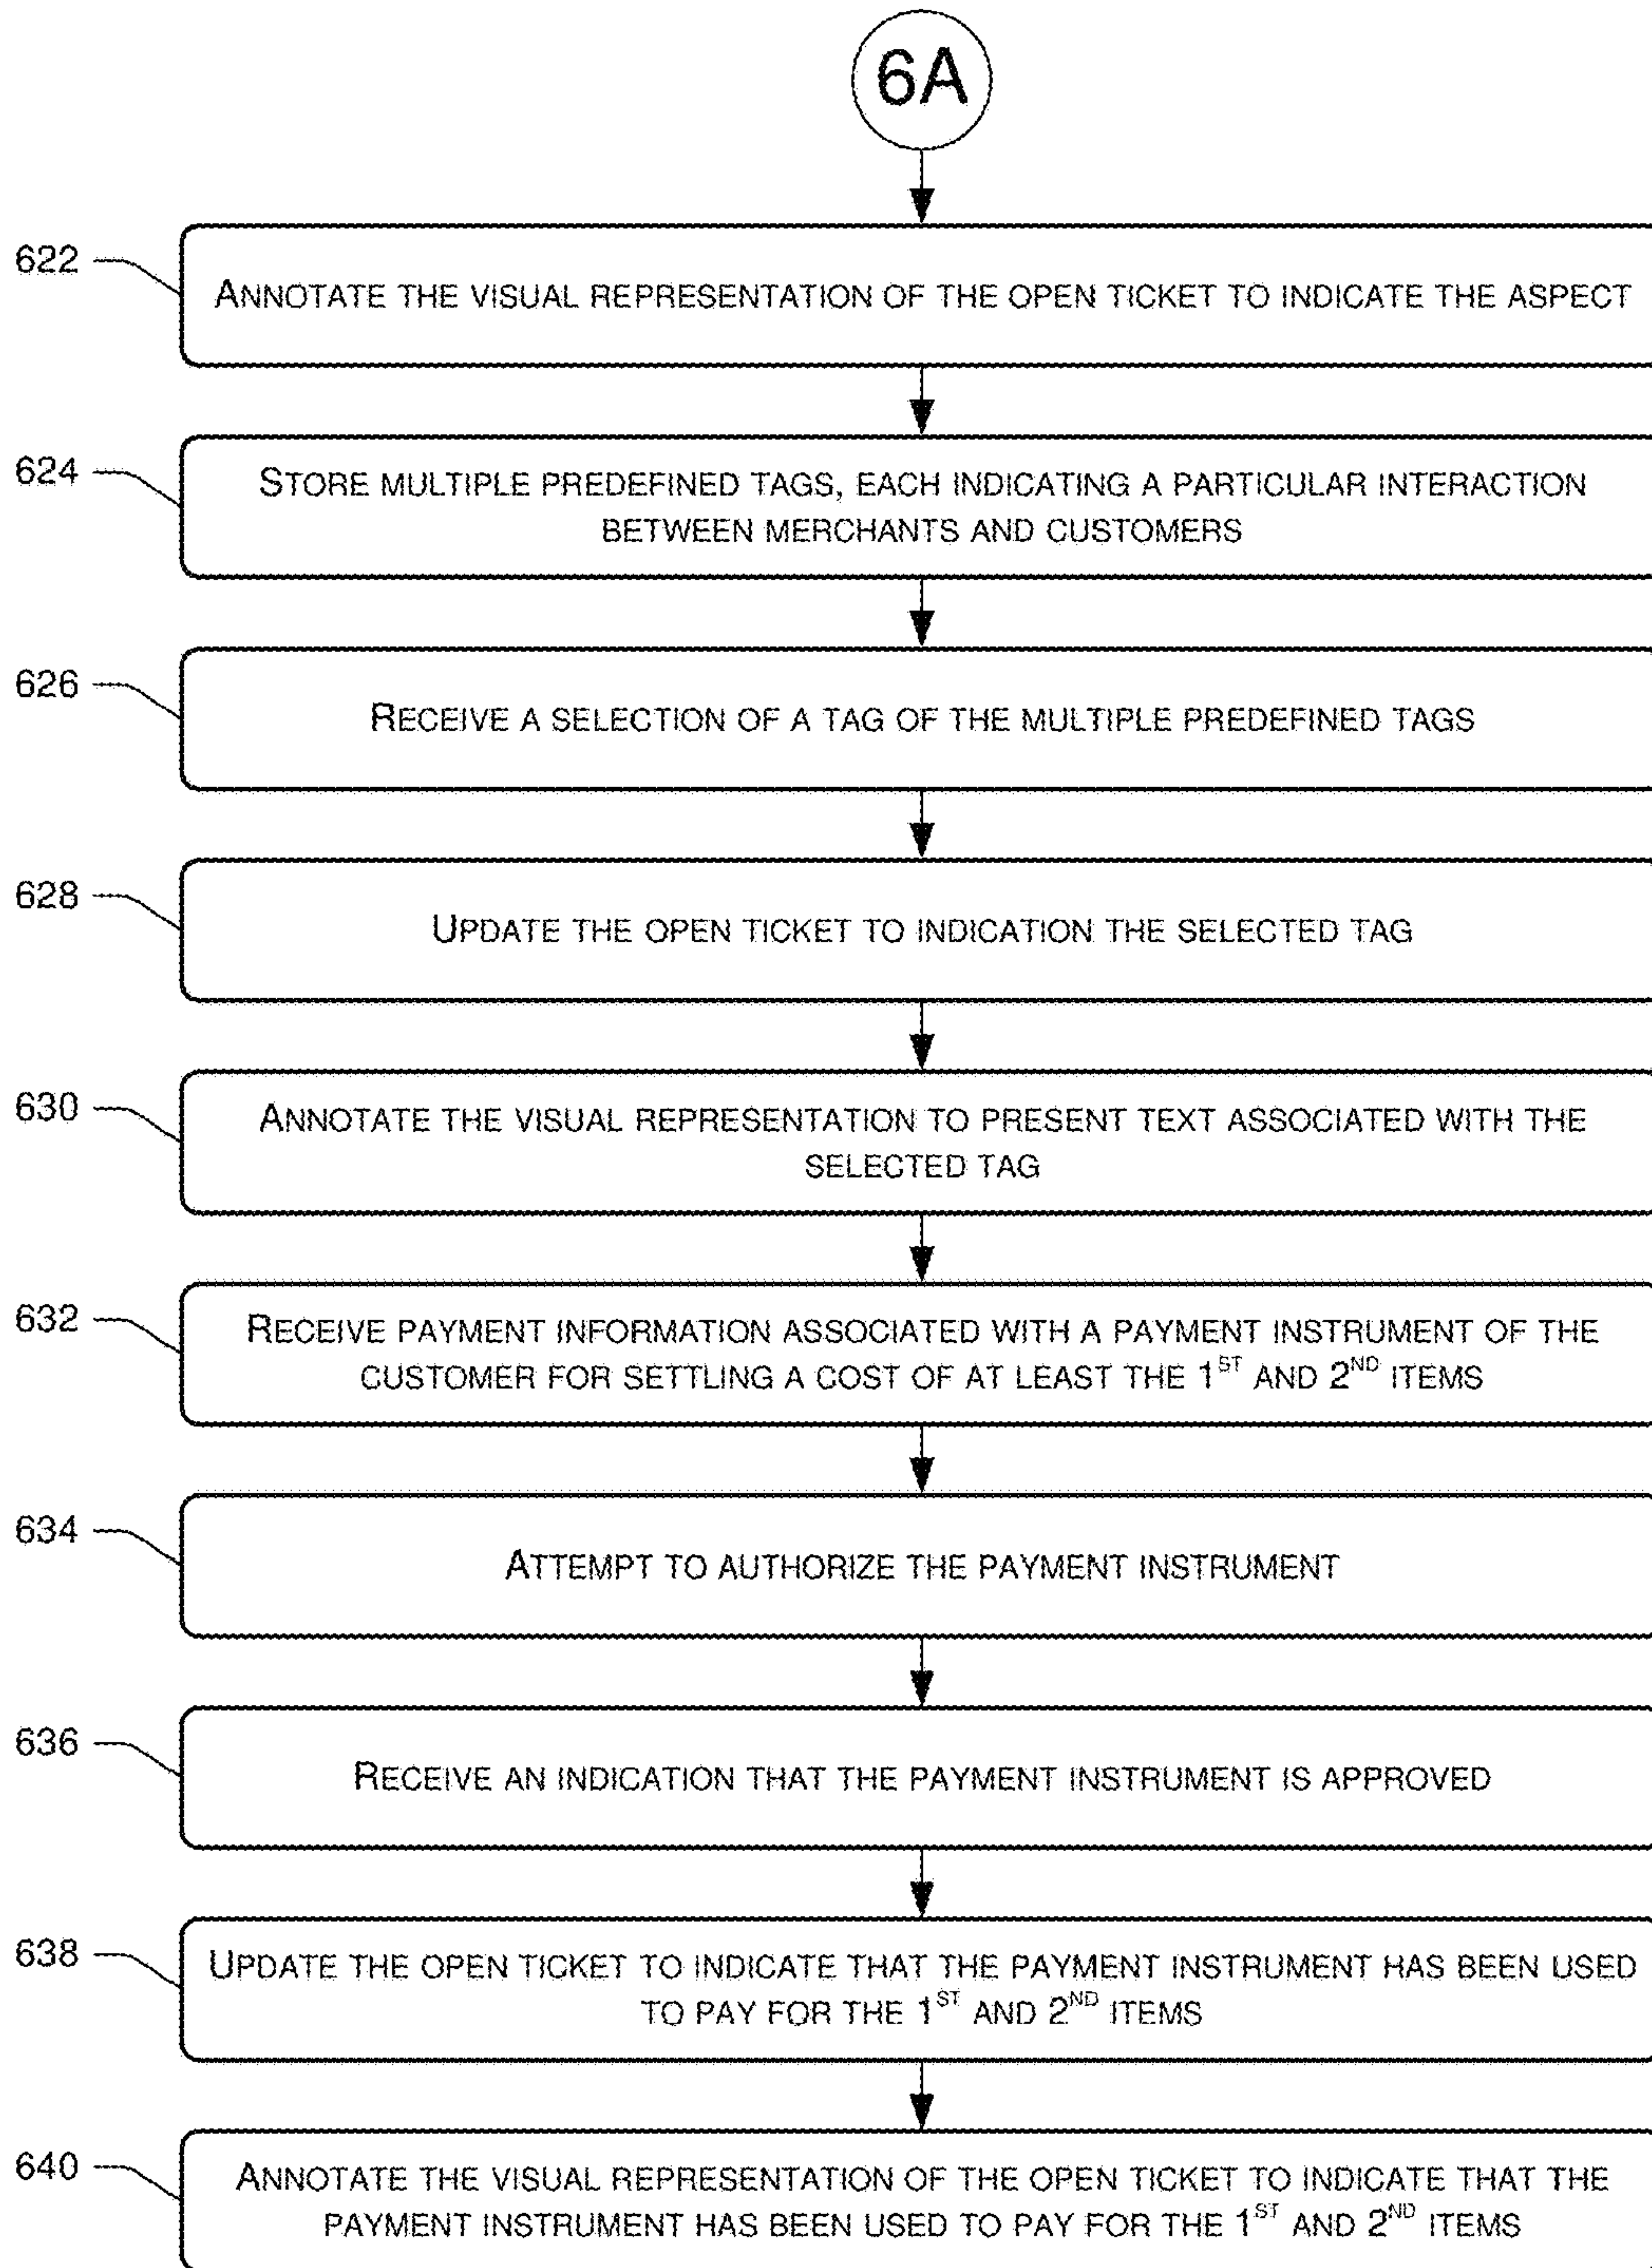 6A
622
ANNOTATE THE VISUAL REPRESENTATION OF THE OPEN TICKET TO INDICATE THE ASPECT
624
STORE MULTIPLE PREDEFINED TAGS, EACH INDICATING A PARTICULAR INTERACTION
BETWEEN MERCHANTS AND CUSTOMERS
626
RECEIVE A SELECTION OF A TAG OF THE MULTIPLE PREDEFINED TAGS
628
UPDATE THE OPEN TICKET TO INDICATION THE SELECTED TAG
630
ANNOTATE THE VISUAL REPRESENTATION TO PRESENT TEXT ASSOCIATED WITH THE
SELECTED TAG
632
RECEIVE PAYMENT INFORMATION ASSOCIATED WITH A PAYMENT INSTRUMENT OF THE
CUSTOMER FOR SETTLING A COST OF AT LEAST THE 1ST AND 2ND ITEMS
634
ATTEMPT TO AUTHORIZE THE PAYMENT INSTRUMENT
636
RECEIVE AN INDICATION THAT THE PAYMENT INSTRUMENT IS APPROVED
638
UPDATE THE OPEN TICKET TO INDICATE THAT THE PAYMENT INSTRUMENT HAS BEEN USED
TO PAY FOR THE 1ST AND 2ND ITEMS
640
ANNOTATE THE VISUAL REPRESENTATION OF THE OPEN TICKET TO INDICATE THAT THE
PAYMENT INSTRUMENT HAS BEEN USED TO PAY FOR THE 1ST AND 2ND ITEMS